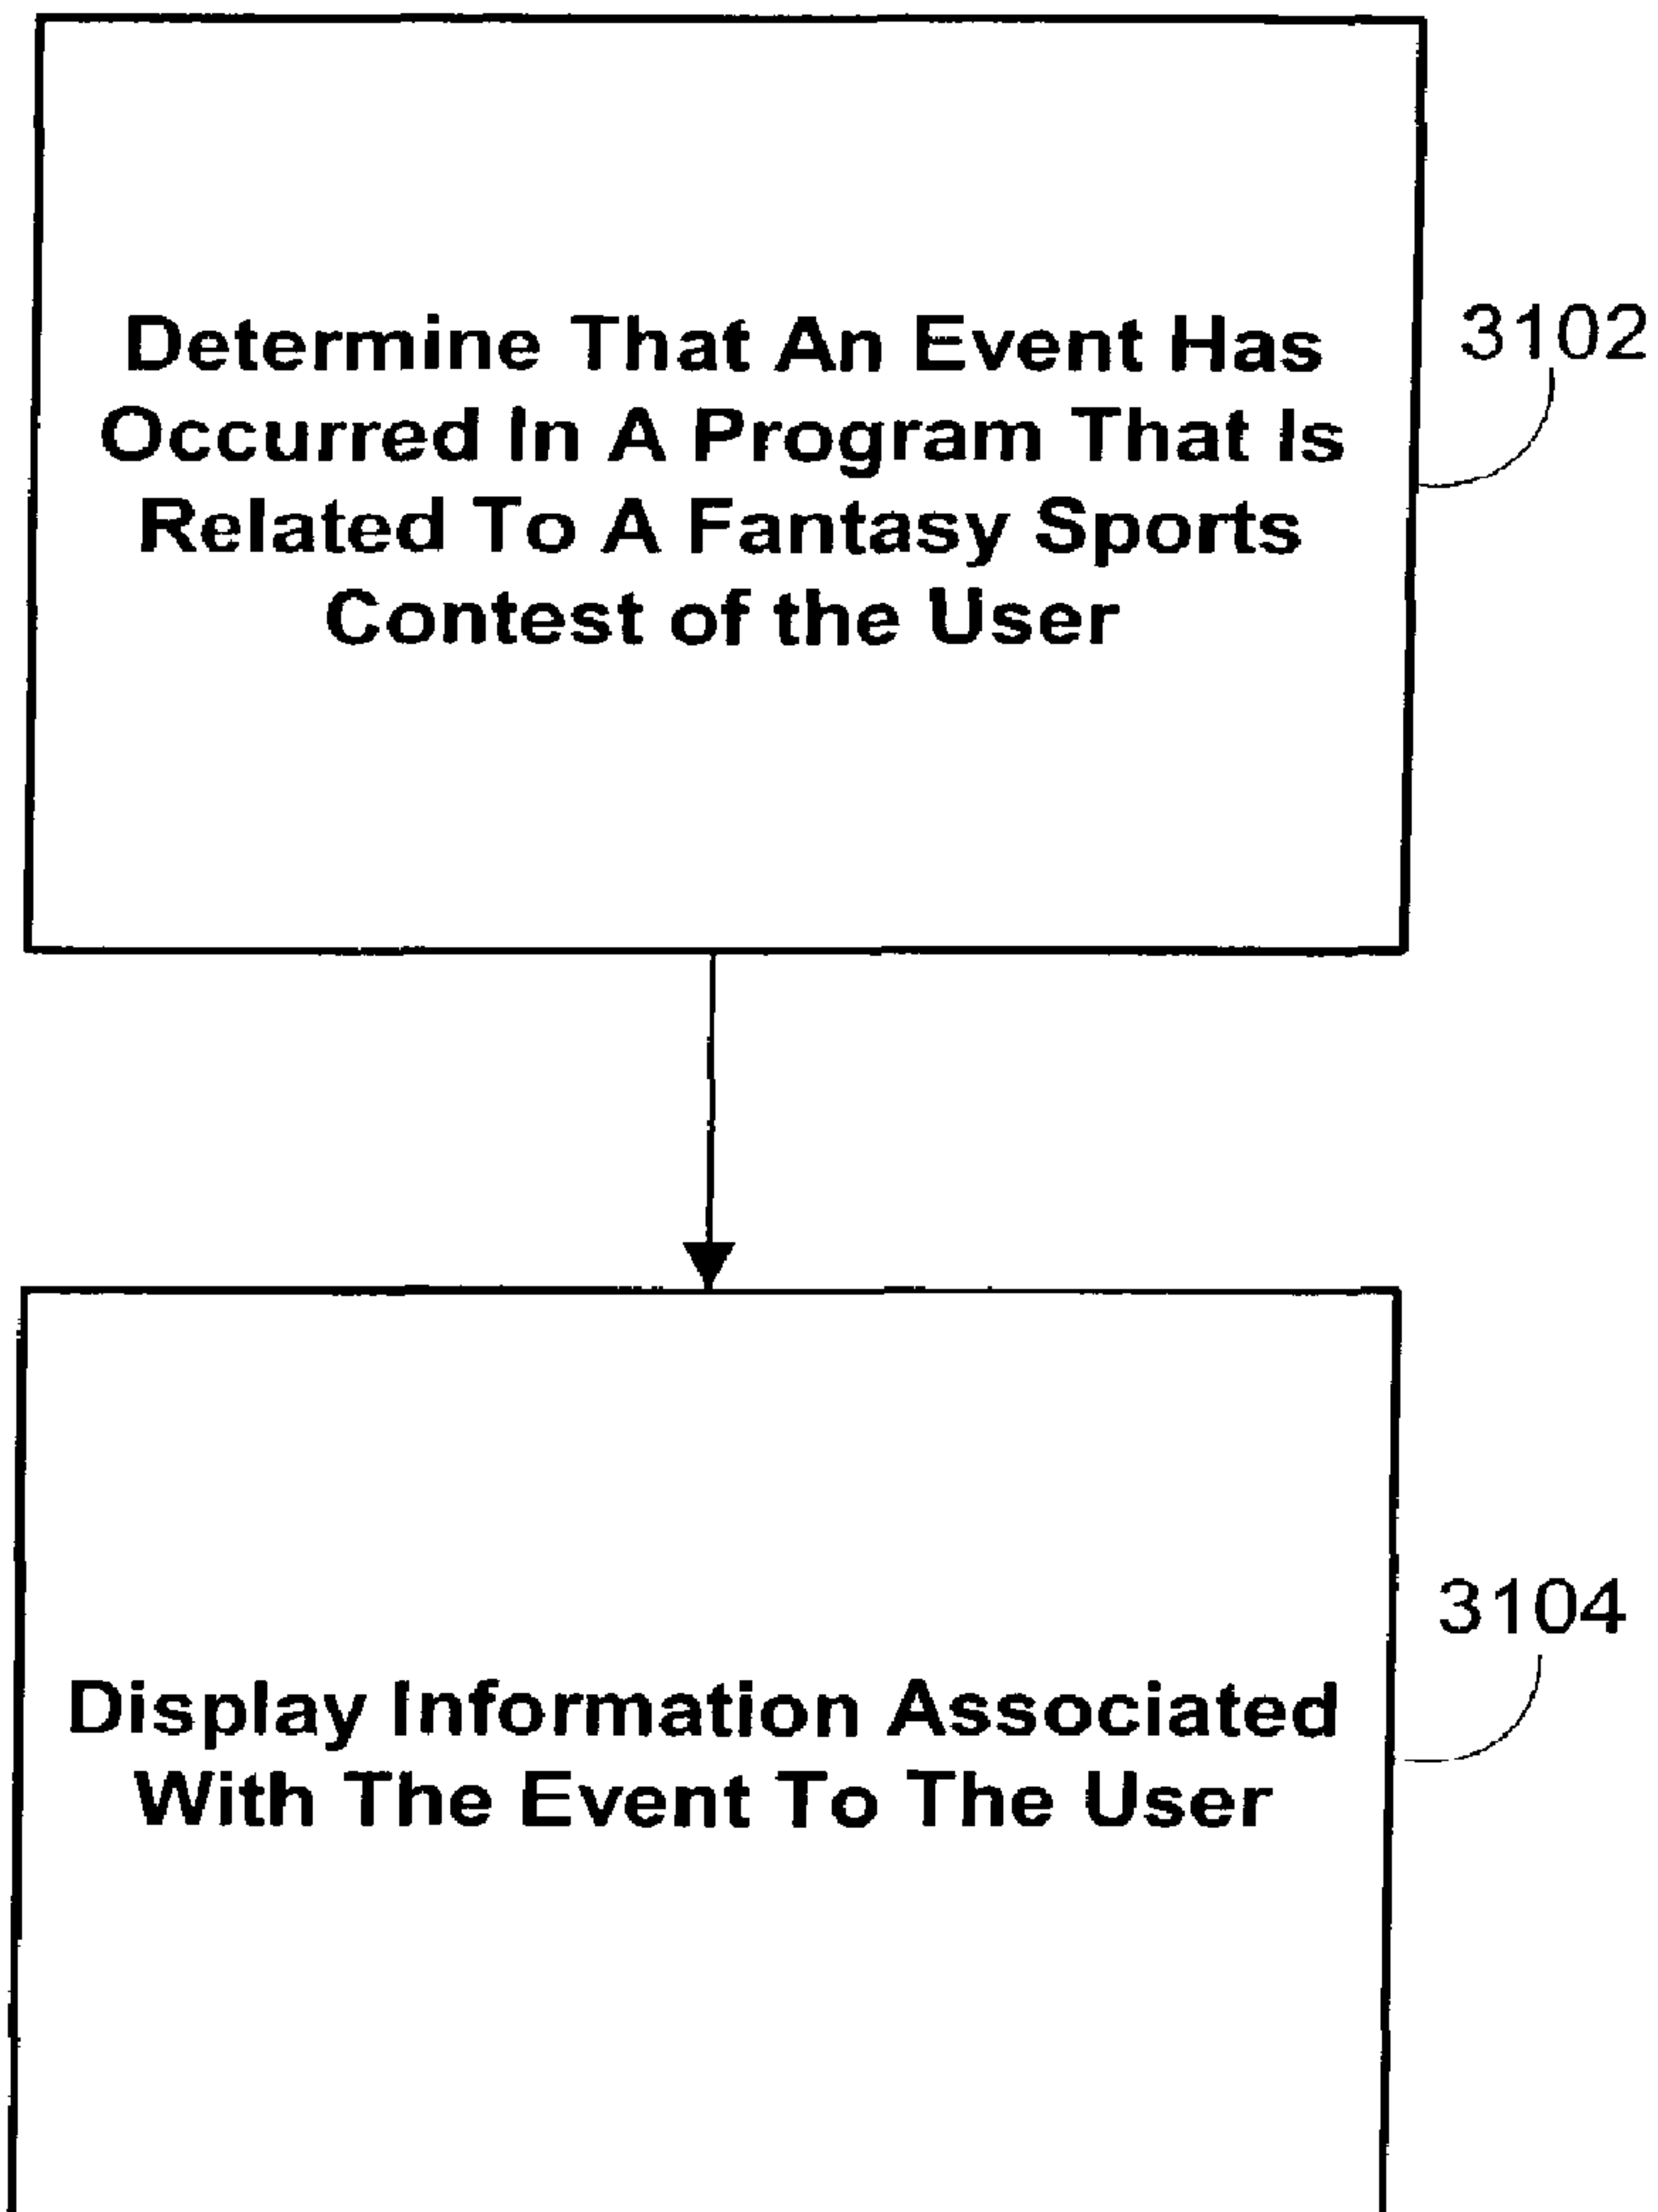 Determine That An Event Has
Occurred In A Program That Is
Related To A Fantasy Sports
Contest of the User
3102
Display Information Associated
With The Event To The User
3104